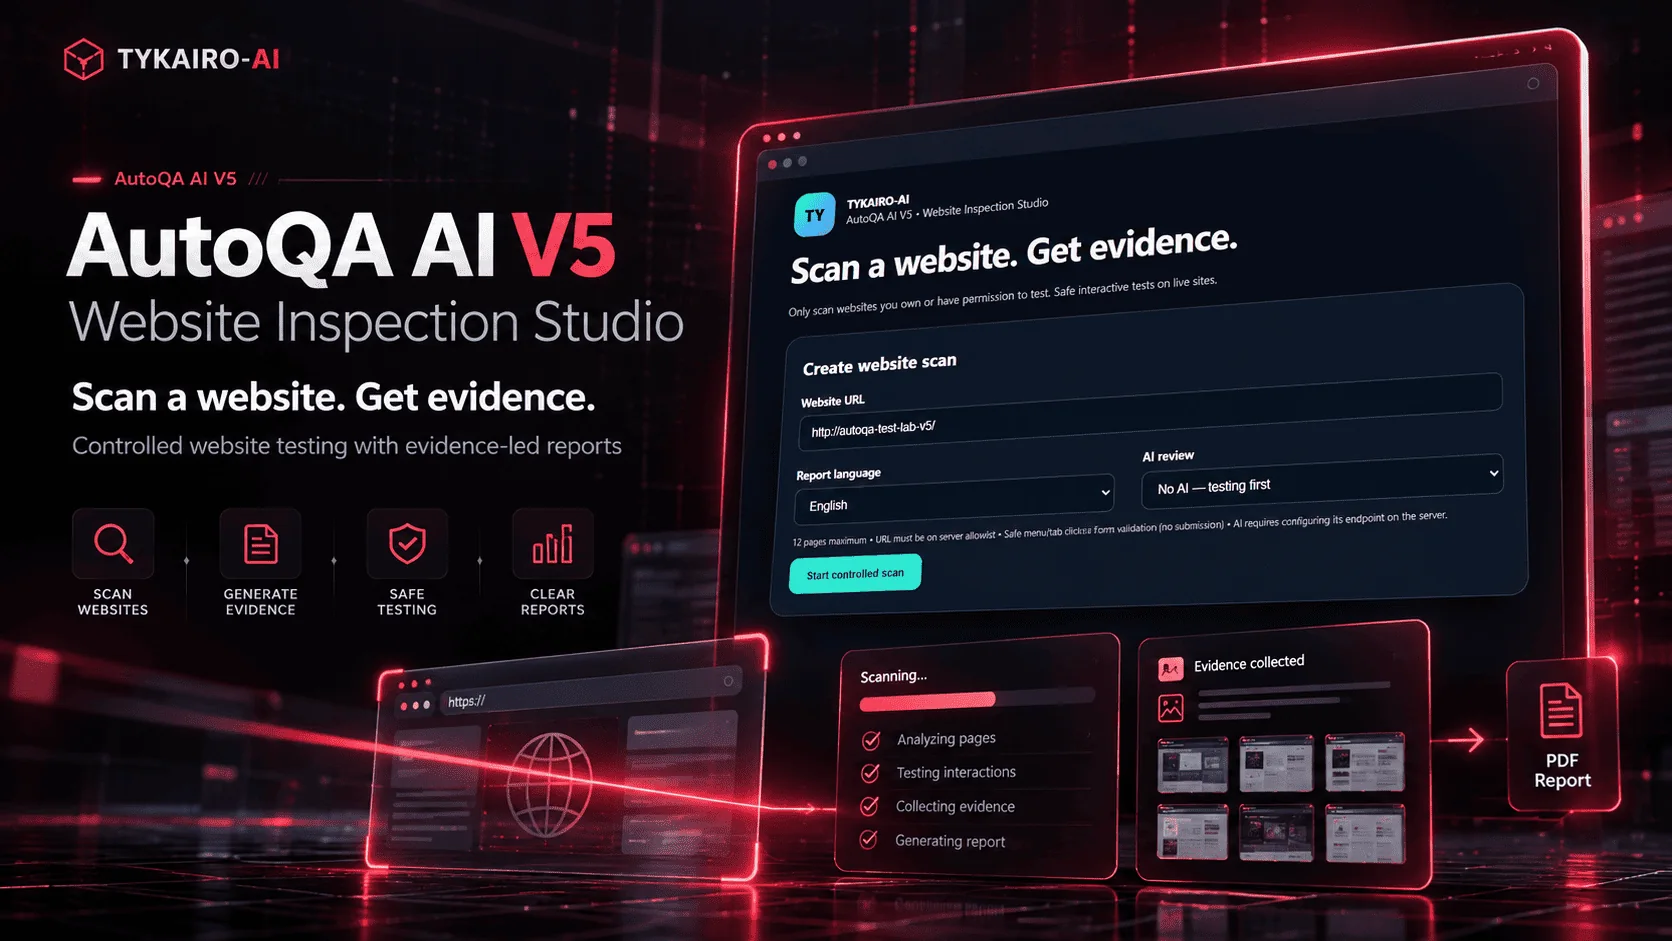 TYKAIRO-AI
AutoQA AI V5 ///
AutoQA AI V5
Website Inspection Studio
Scan a website. Get evidence.
Controlled website testing with evidence-led reports
SCAN
WEBSITES
GENERATE
EVIDENCE
SAFE
TESTING
CLEAR
REPORTS
TY
TYKAIRO-AI
AutoQA AI V5 • Website Inspection Studio
Scan a website. Get evidence.
Only scan websites you own or have permission to test. Safe interactive tests on live sites.
Create website scan
Website URL
http://autoqa-test-lab-v5/
Report language
English
AI review
No AI — testing first
12 pages maximum • URL must be on server allowlist • Safe menu/tab clicks form validation (no submission) • AI requires configuring its endpoint on the server.
Start controlled scan
https://
Scanning...
Analyzing pages
Testing interactions
Collecting evidence
Generating report
Evidence collected
PDF
Report